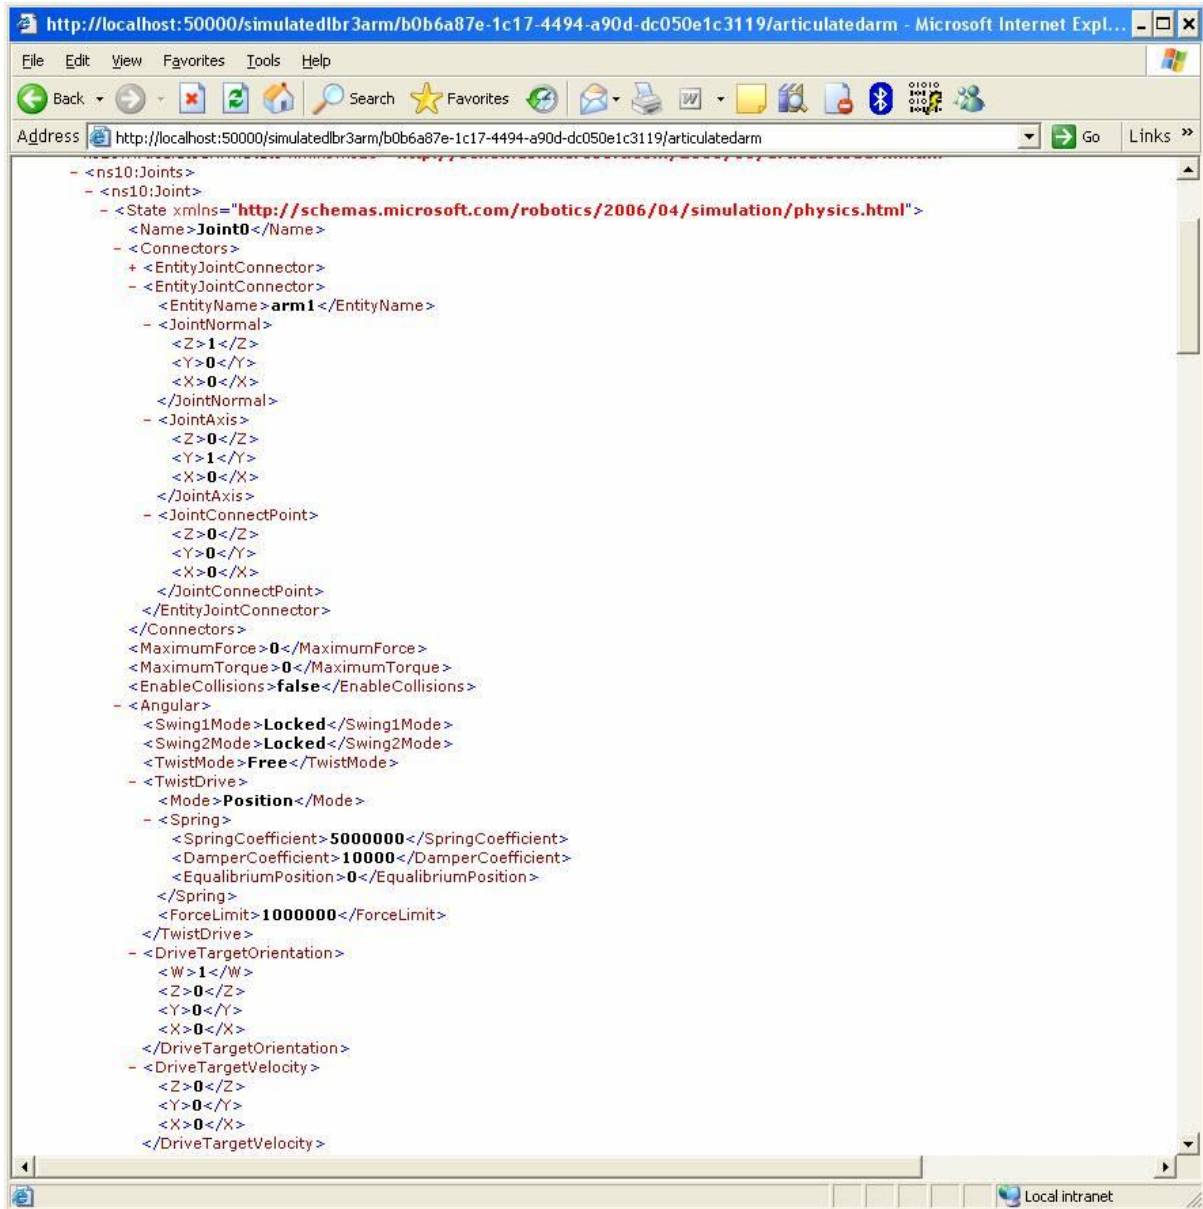 http://localhost:50000/simulatedlbr3arm/b0b6a87e-1c17-4494-a90d-dc050e1c3119/articulatedarm - Microsoft Internet Expl...
File Edit View Favorites Tools Help
Back Search Favorites
Address http://localhost:50000/simulatedlbr3arm/b0b6a87e-1c17-4494-a90d-dc050e1c3119/articulatedarm Go Links »
- <ns10:Joints>
- <ns10:Joint>
- <State xmlns="http://schemas.microsoft.com/robotics/2006/04/simulation/physics.html">
<Name>Joint0</Name>
- <Connectors>
+ <EntityJointConnector>
- <EntityJointConnector>
<EntityName>arm1</EntityName>
- <JointNormal>
<Z>1</Z>
<Y>0</Y>
<X>0</X>
</JointNormal>
- <JointAxis>
<Z>0</Z>
<Y>1</Y>
<X>0</X>
</JointAxis>
- <JointConnectPoint>
<Z>0</Z>
<Y>0</Y>
<X>0</X>
</JointConnectPoint>
</EntityJointConnector>
</Connectors>
<MaximumForce>0</MaximumForce>
<MaximumTorque>0</MaximumTorque>
<EnableCollisions>false</EnableCollisions>
- <Angular>
<Swing1Mode>Locked</Swing1Mode>
<Swing2Mode>Locked</Swing2Mode>
<TwistMode>Free</TwistMode>
- <TwistDrive>
<Mode>Position</Mode>
- <Spring>
<SpringCoefficient>5000000</SpringCoefficient>
<DamperCoefficient>10000</DamperCoefficient>
<EqualibriumPosition>0</EqualibriumPosition>
</Spring>
<ForceLimit>1000000</ForceLimit>
</TwistDrive>
- <DriveTargetOrientation>
<W>1</W>
<Z>0</Z>
<Y>0</Y>
<X>0</X>
</DriveTargetOrientation>
- <DriveTargetVelocity>
<Z>0</Z>
<Y>0</Y>
<X>0</X>
</DriveTargetVelocity>
Local intranet